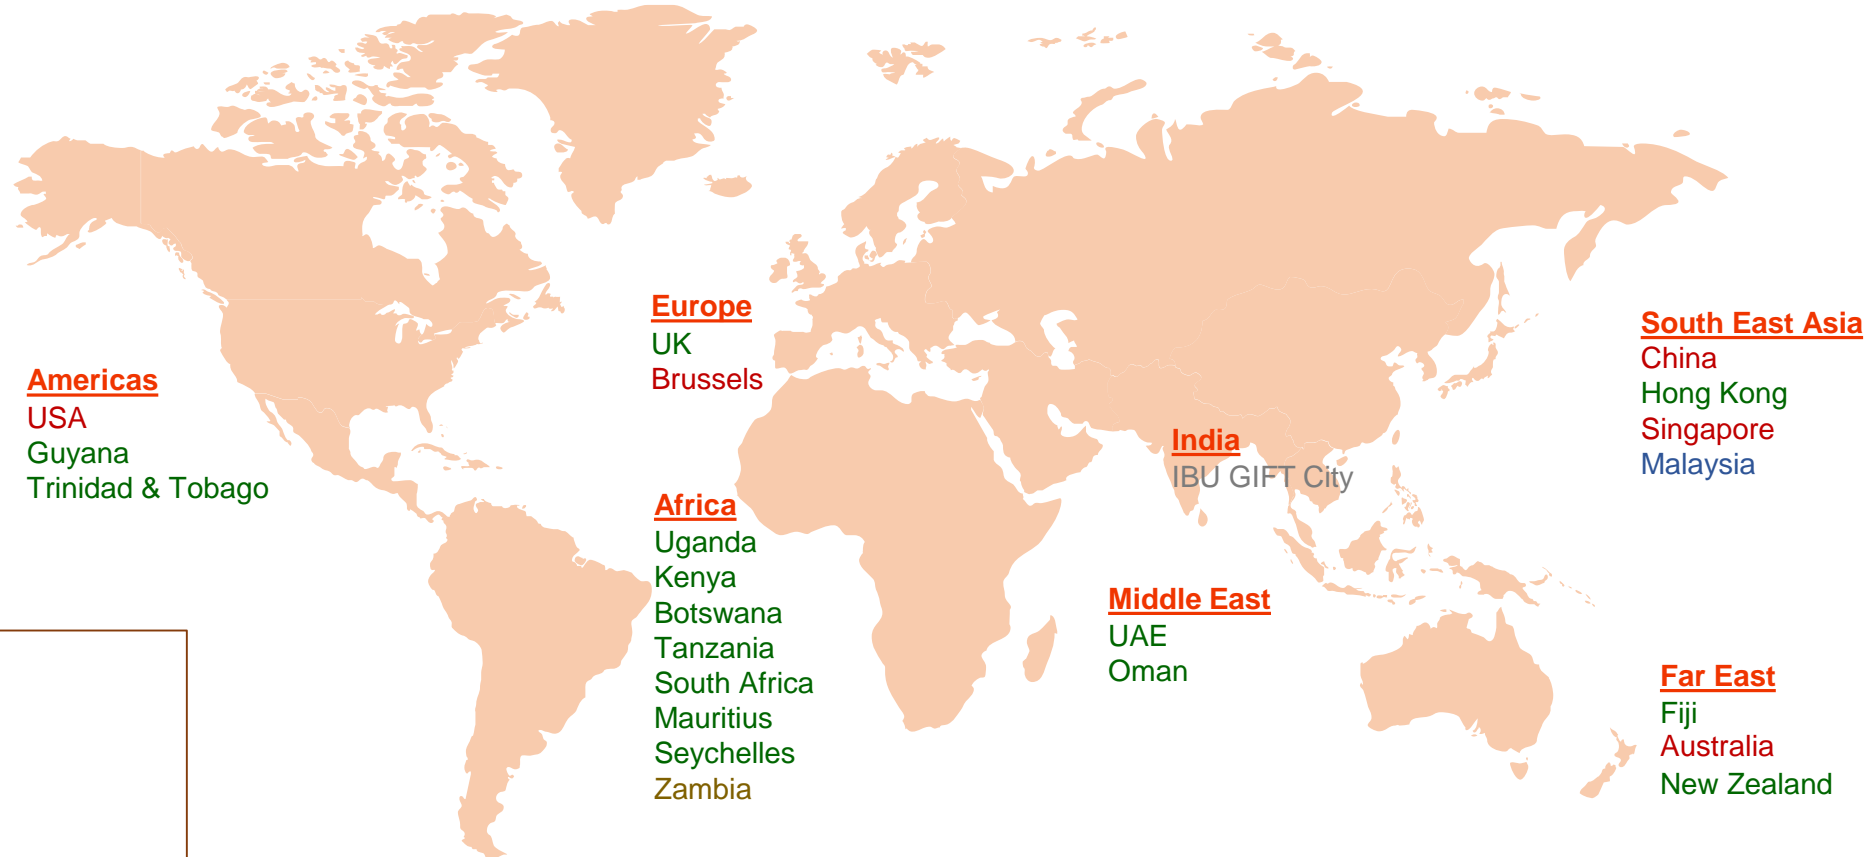 Americas
USA
Guyana
Trinidad & Tobago
Europe
UK
Brussels
Africa
Uganda
Kenya
Botswana
Tanzania
South Africa
Mauritius
Seychelles
Zambia
India
IBU GIFT City
Middle East
UAE
Oman
South East Asia
China
Hong Kong
Singapore
Malaysia
Far East
Fiji
Australia
New Zealand